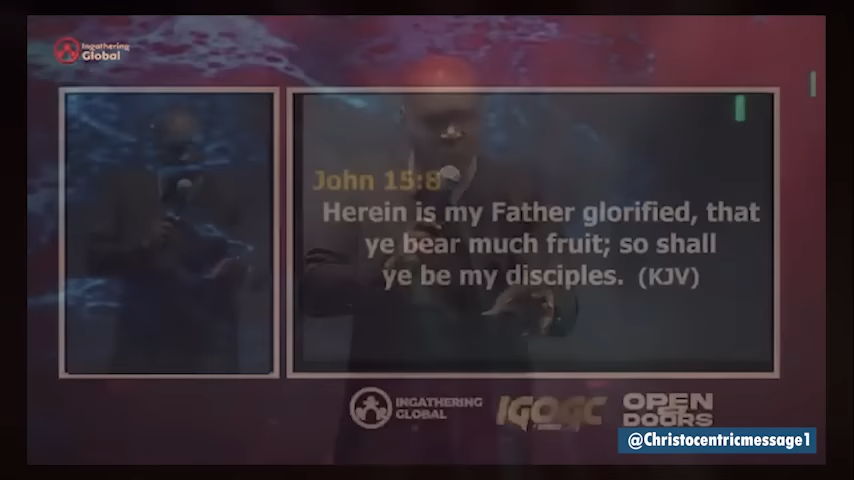 Ingathering
Global
John 15:8
Herein is my Father glorified, that
ye bear much fruit; so shall
ye be my disciples. (KJV)
INGATHERING
GLOBAL
IGOGC
OPEN
DOORS
@Christocentricmessage1